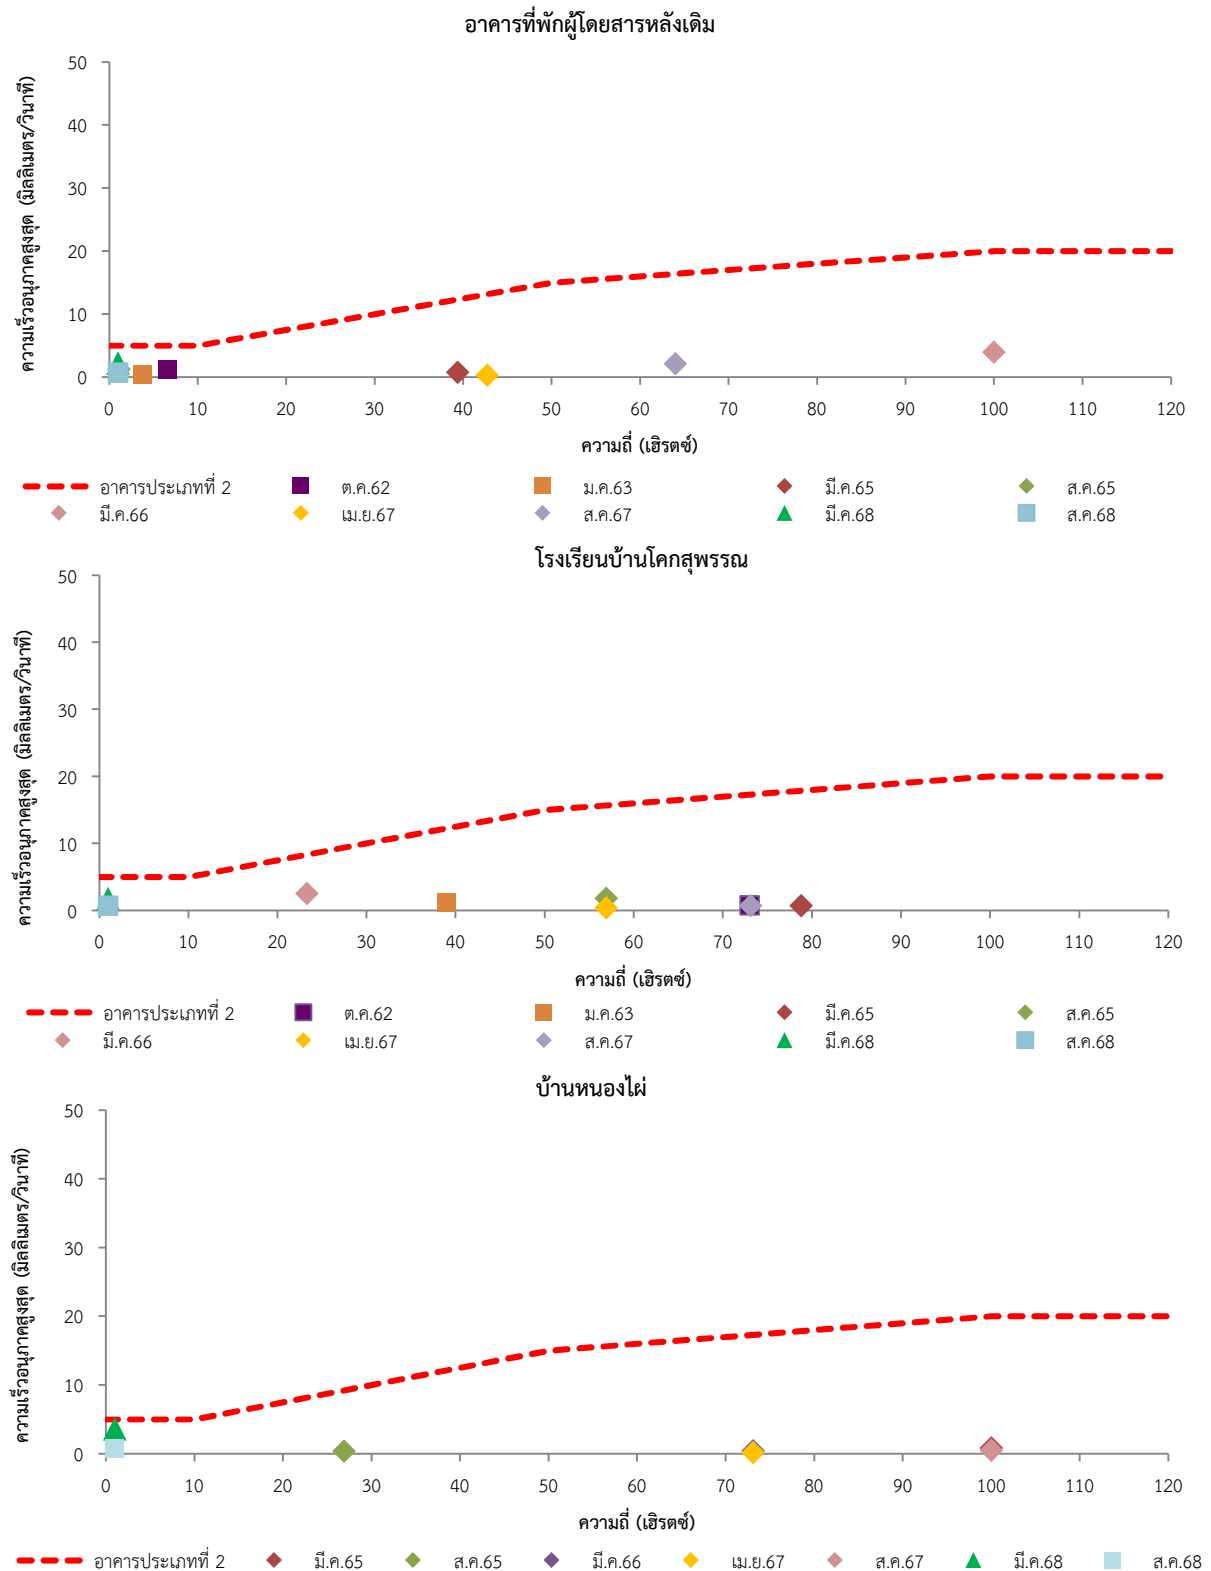 อาคารที่พักผู้โดยสารหลังเดิม
ความเร็วอนุภาคสูงสุด (มิลลิเมตร/วินาที)
50
40
30
20
10
0
0 10 20 30 40 50 60 70 80 90 100 110 120
ความถี่ (เฮิรตซ์)
อาคารประเภทที่ 2 ต.ค.62 ม.ค.63 มี.ค.65 ส.ค.65
มี.ค.66 เม.ย.67 ส.ค.67 มี.ค.68 ส.ค.68
โรงเรียนบ้านโคกสุพรรณ
ความเร็วอนุภาคสูงสุด (มิลลิเมตร/วินาที)
50
40
30
20
10
0
0 10 20 30 40 50 60 70 80 90 100 110 120
ความถี่ (เฮิรตซ์)
อาคารประเภทที่ 2 ต.ค.62 ม.ค.63 มี.ค.65 ส.ค.65
มี.ค.66 เม.ย.67 ส.ค.67 มี.ค.68 ส.ค.68
บ้านหนองไผ่
ความเร็วอนุภาคสูงสุด (มิลลิเมตร/วินาที)
50
40
30
20
10
0
0 10 20 30 40 50 60 70 80 90 100 110 120
ความถี่ (เฮิรตซ์)
อาคารประเภทที่ 2 มี.ค.65 ส.ค.65 มี.ค.66 เม.ย.67 ส.ค.67 มี.ค.68 ส.ค.68